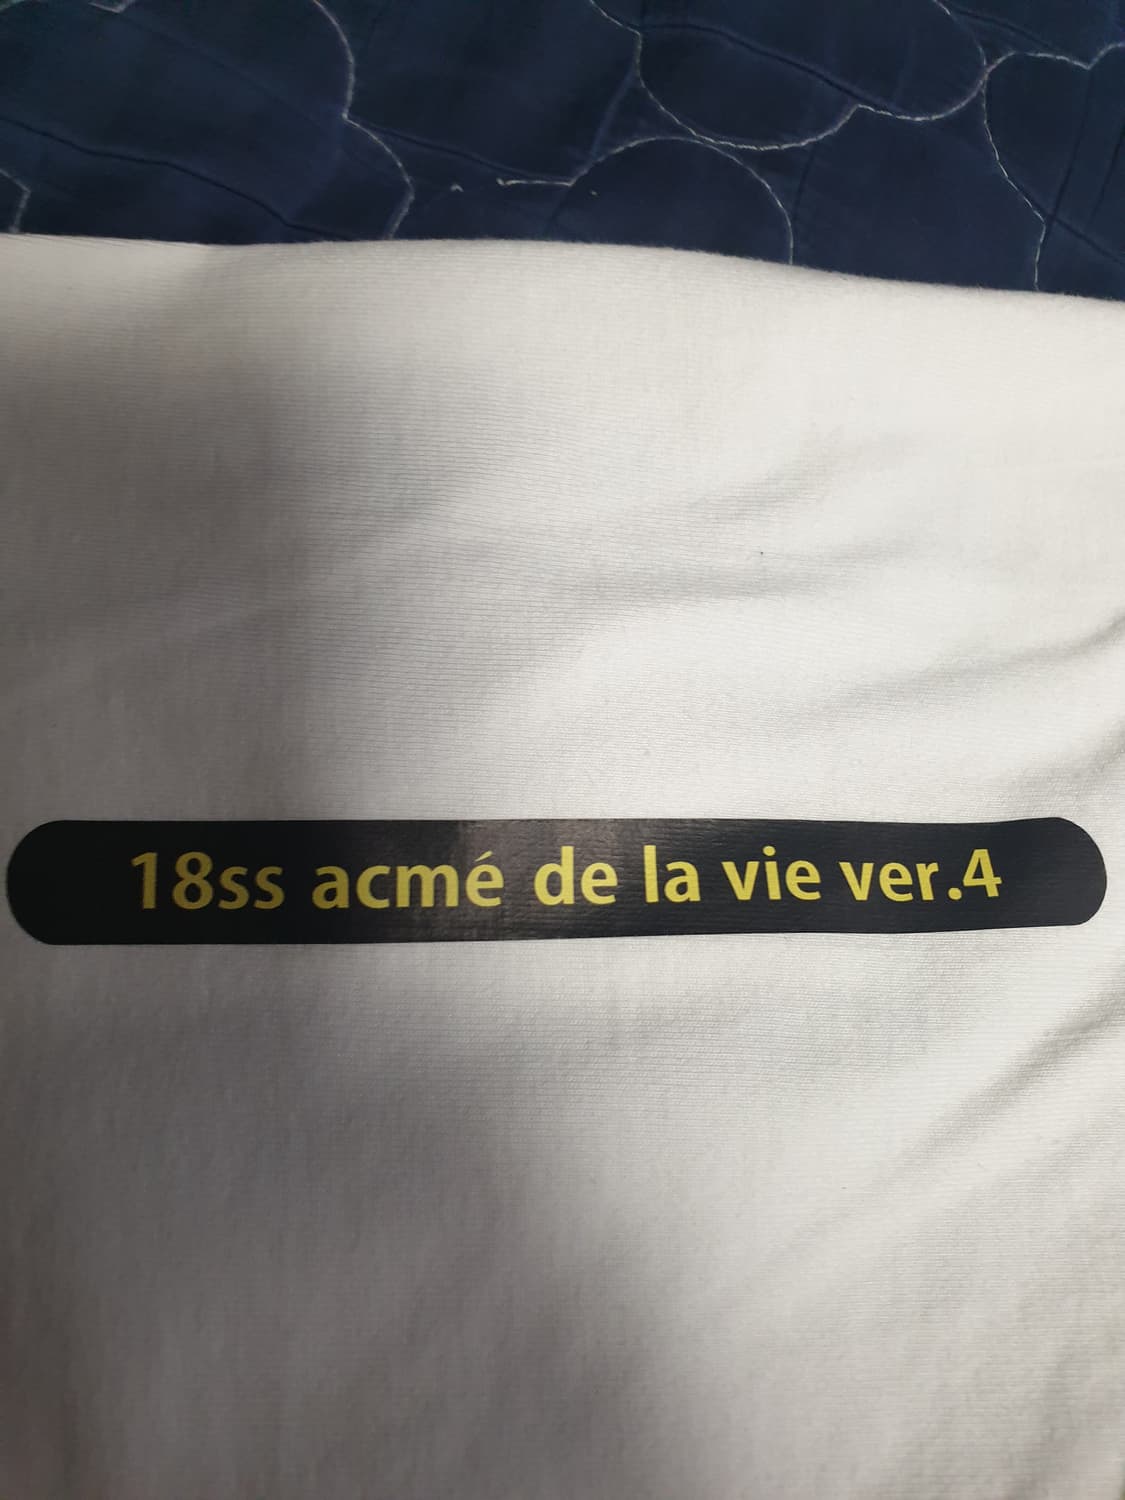 18ss acmé de la vie ver.4